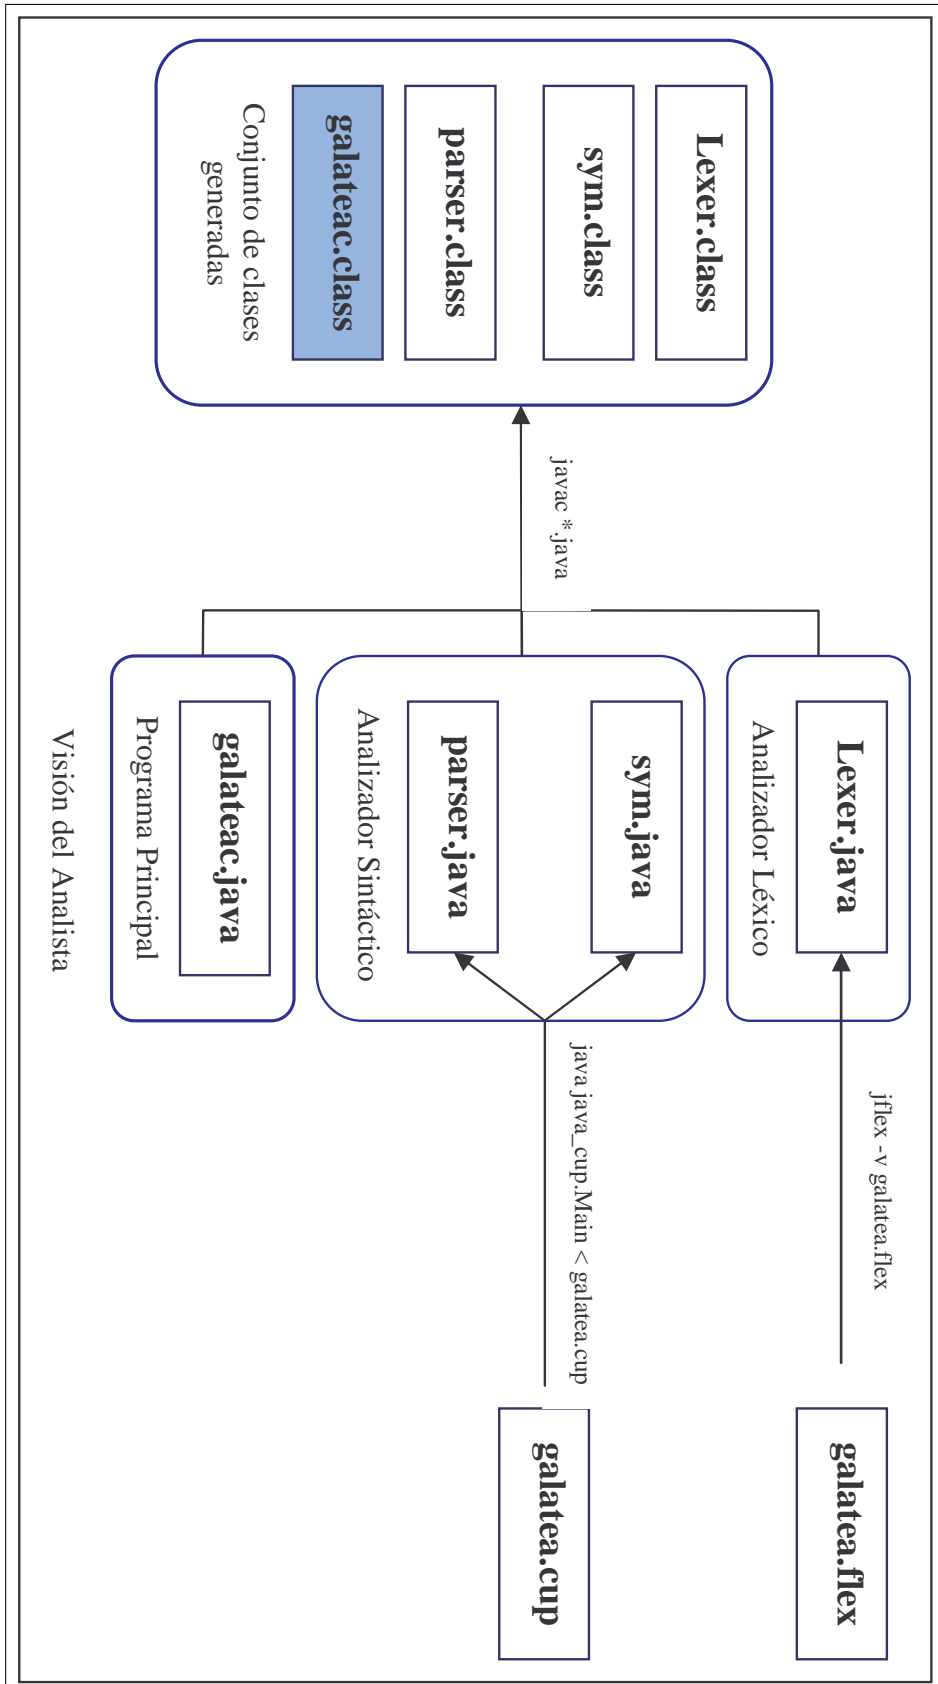 galatea.flex
jflex -v galatea.flex
Lexer.java
Analizador Léxico
Lexer.class
sym.class
parser.class
galateac.class
Conjunto de clases
generadas
javac *.java
sym.java
parser.java
Analizador Sintáctico
java java_cup.Main < galatea.cup
galatea.cup
galateac.java
Programa Principal
Visión del Analista